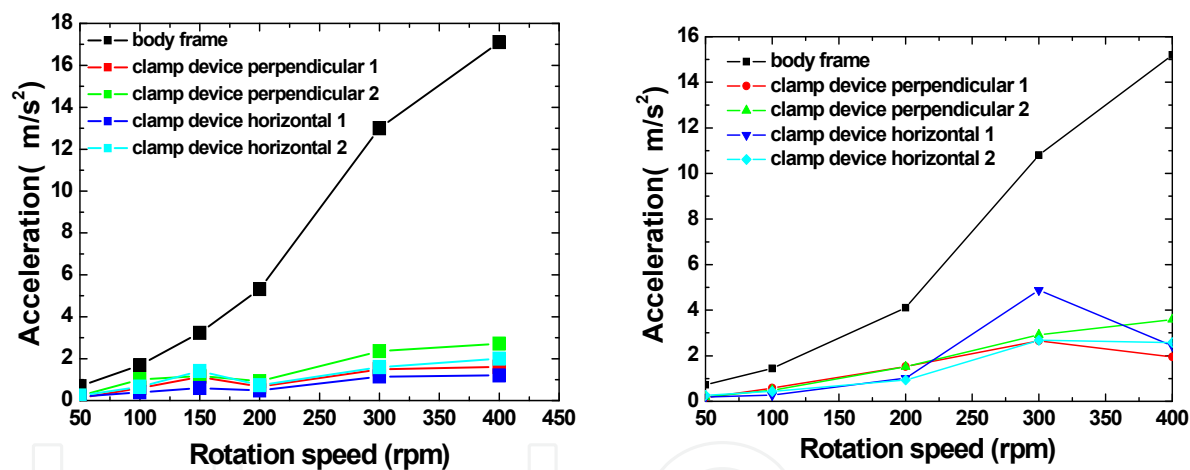 18
16
14
12
10
8
6
4
2
0
Acceleration( m/s²)
body frame
clamp device perpendicular 1
clamp device perpendicular 2
clamp device horizontal 1
clamp device horizontal 2
50 100 150 200 250 300 350 400 450
Rotation speed (rpm)
16
14
12
10
8
6
4
2
0
Acceleration( m/s²)
body frame
clamp device perpendicular 1
clamp device perpendicular 2
clamp device horizontal 1
clamp device horizontal 2
50 100 150 200 250 300 350 400
Rotation speed (rpm)